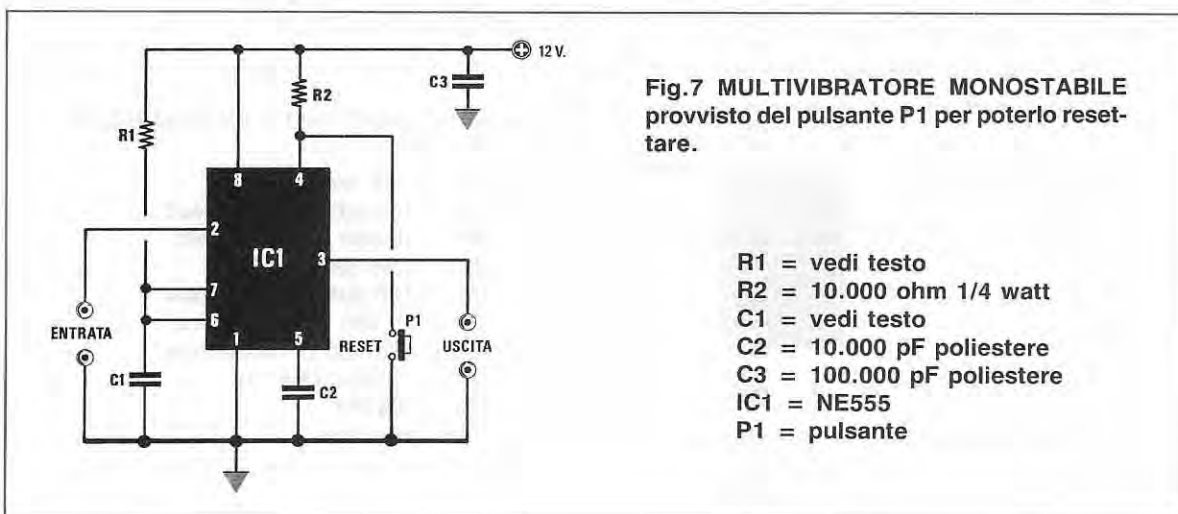 12 V.
C3
R2
R1
8
4
2
IC1
3
7
6
P1
ENTRATA
1
5
RESET
USCITA
C1
C2
Fig.7 MULTIVIBRATORE MONOSTABILE
provvisto del pulsante P1 per poterlo reset-
tare.
R1 = vedi testo
R2 = 10.000 ohm 1/4 watt
C1 = vedi testo
C2 = 10.000 pF poliestere
C3 = 100.000 pF poliestere
IC1 = NE555
P1 = pulsante